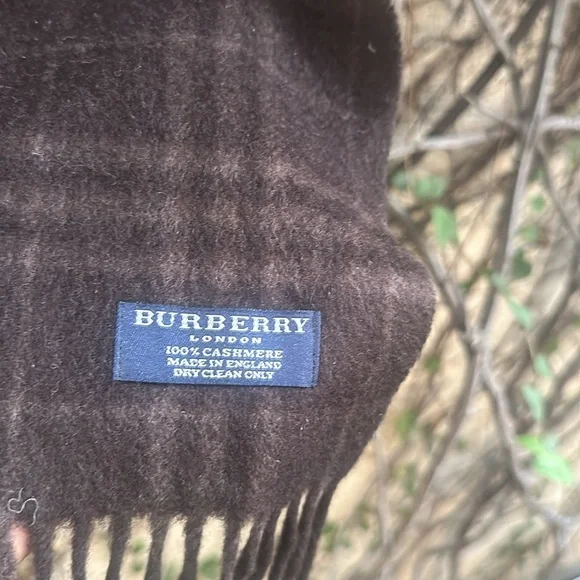 BURBERRY
LONDON
100% CASHMERE
MADE IN ENGLAND
DRY CLEAN ONLY